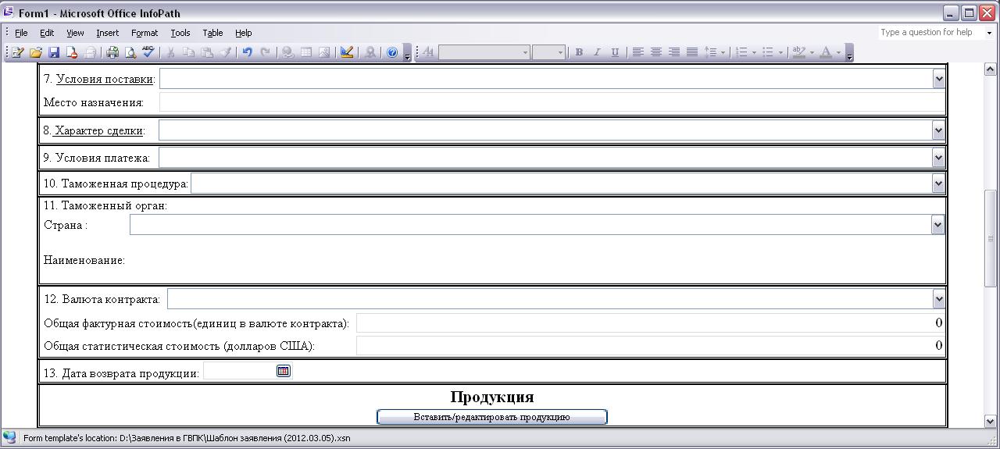 Form1 - Microsoft Office InfoPath
File Edit View Insert Format Tools Table Help
Type a question for help
ABC
B I U
ab A
7. Условия поставки:
Место назначения:
8. Характер сделки:
9. Условия платежа:
10. Таможенная процедура:
11. Таможенный орган:
Страна :
Наименование:
12. Валюта контракта:
Общая фактурная стоимость(единиц в валюте контракта): 0
Общая статистическая стоимость (долларов США): 0
13. Дата возврата продукции:
Продукция
Вставить/редактировать продукцию
Form template's location: D:\Заявления в ГВПК\Шаблон заявления (2012.03.05).xsn